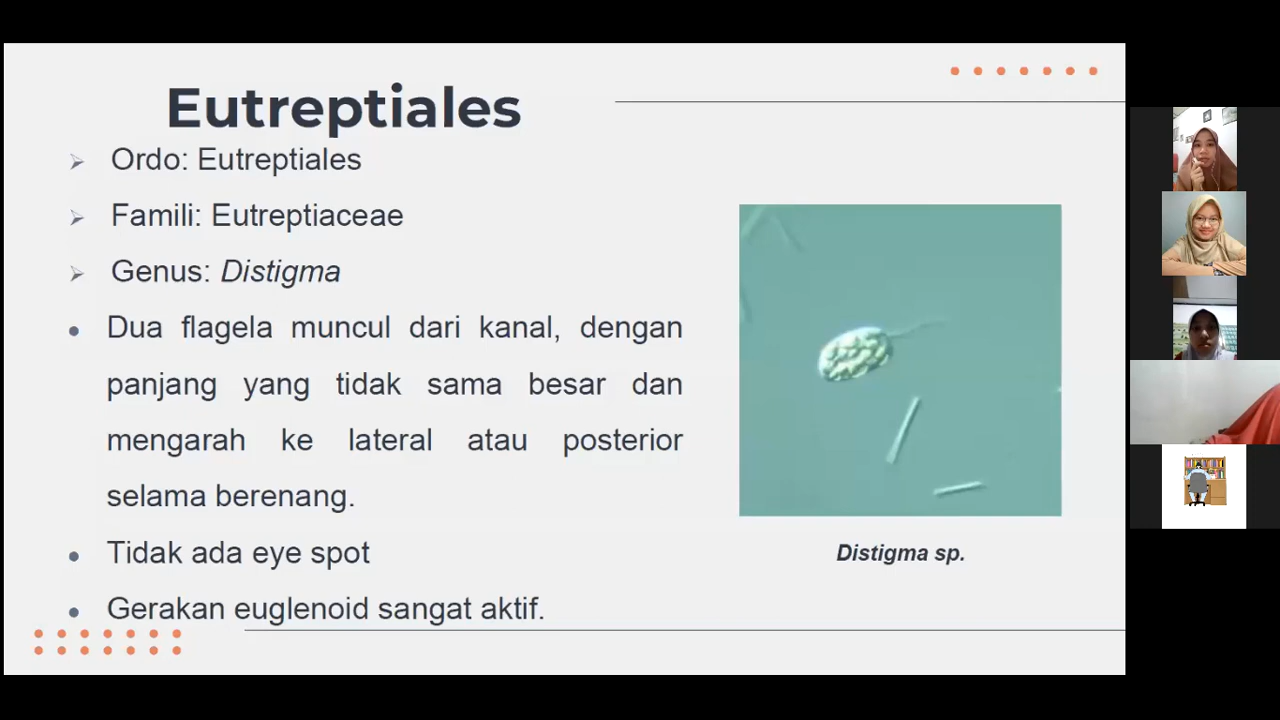 Eutreptiales
Ordo: Eutreptiales
Famili: Eutreptiaceae
Genus: Distigma
Dua flagela muncul dari kanal, dengan
panjang yang tidak sama besar dan
mengarah ke lateral atau posterior
selama berenang.
Tidak ada eye spot
Gerakan euglenoid sangat aktif.
Distigma sp.